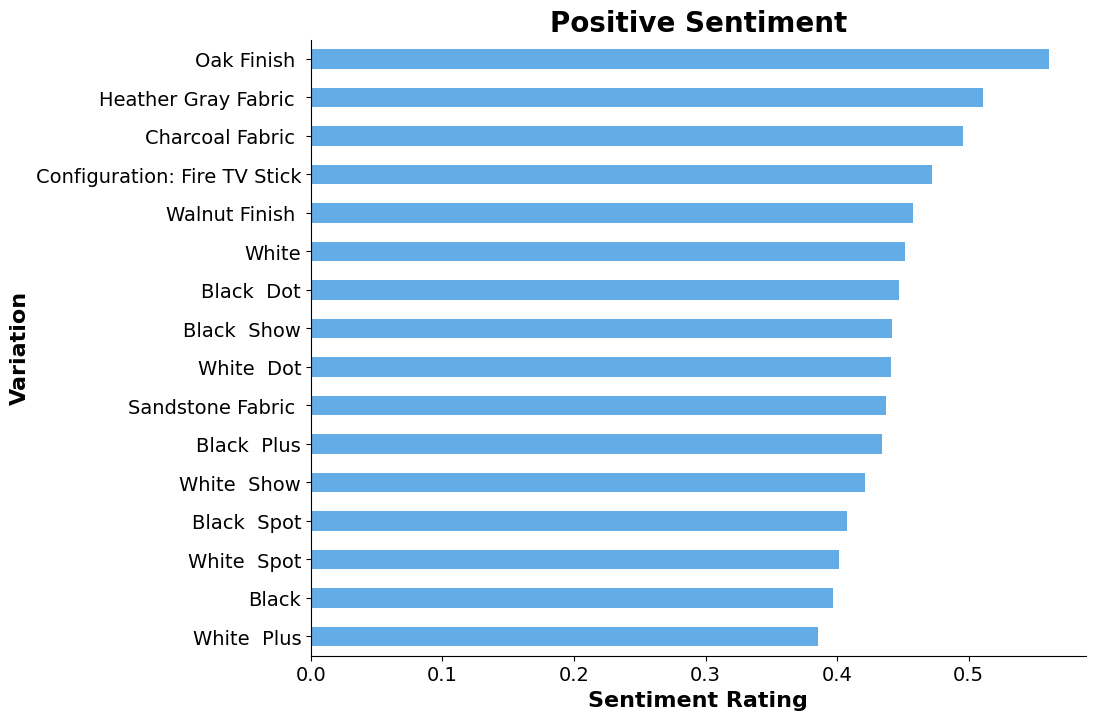 Positive Sentiment
Oak Finish
Heather Gray Fabric
Charcoal Fabric
Configuration: Fire TV Stick
Walnut Finish
White
Black  Dot
Black  Show
White  Dot
Sandstone Fabric
Black  Plus
White  Show
Black  Spot
White  Spot
Black
White  Plus
Variation
0.0 0.1 0.2 0.3 0.4 0.5
Sentiment Rating